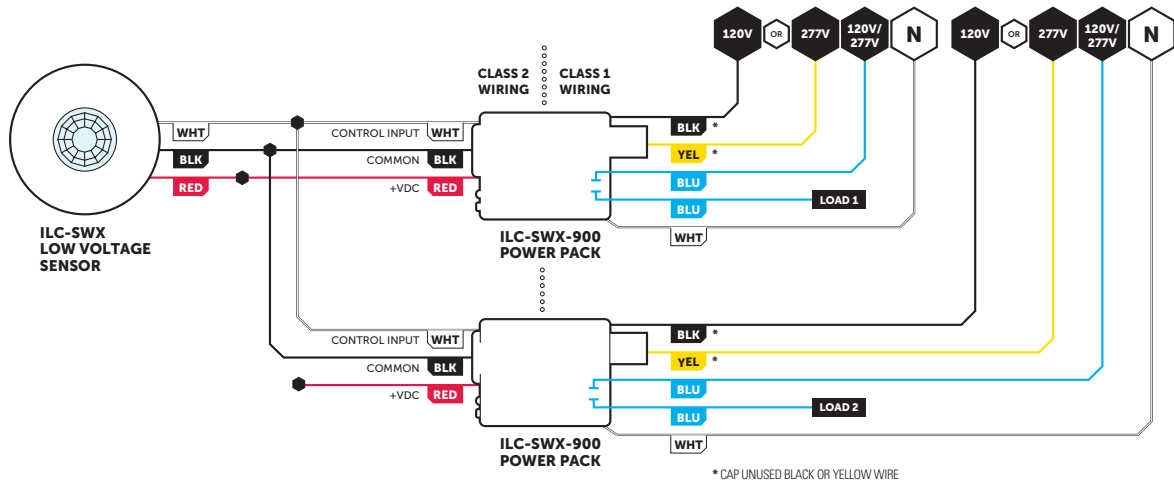 120V OR 277V 120V/ 277V N 120V OR 277V 120V/ 277V N
CLASS 2 WIRING
CLASS 1 WIRING
WHT CONTROL INPUT WHT BLK *
BLK COMMON BLK YEL *
RED +VDC RED BLU
BLU LOAD 1
WHT
ILC-SWX
LOW VOLTAGE
SENSOR
ILC-SWX-900
POWER PACK
CONTROL INPUT WHT BLK *
COMMON BLK YEL *
+VDC RED BLU
BLU LOAD 2
WHT
ILC-SWX-900
POWER PACK
* CAP UNUSED BLACK OR YELLOW WIRE